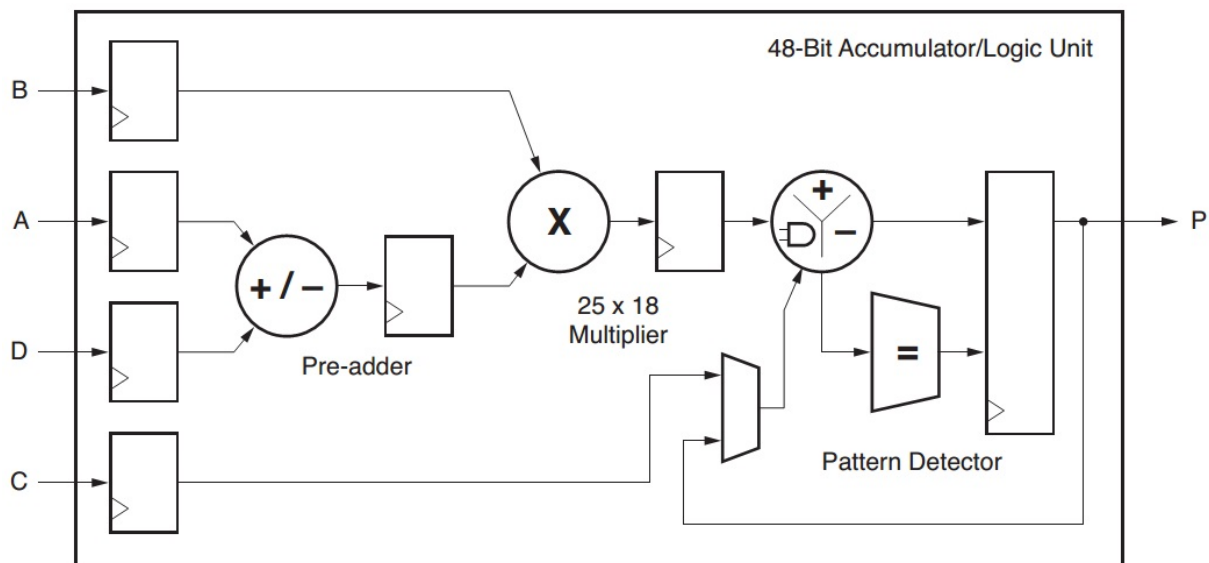 48-Bit Accumulator/Logic Unit
B
A
X
+
–
P
+ / –
25 x 18
Multiplier
D
Pre-adder
=
C
Pattern Detector